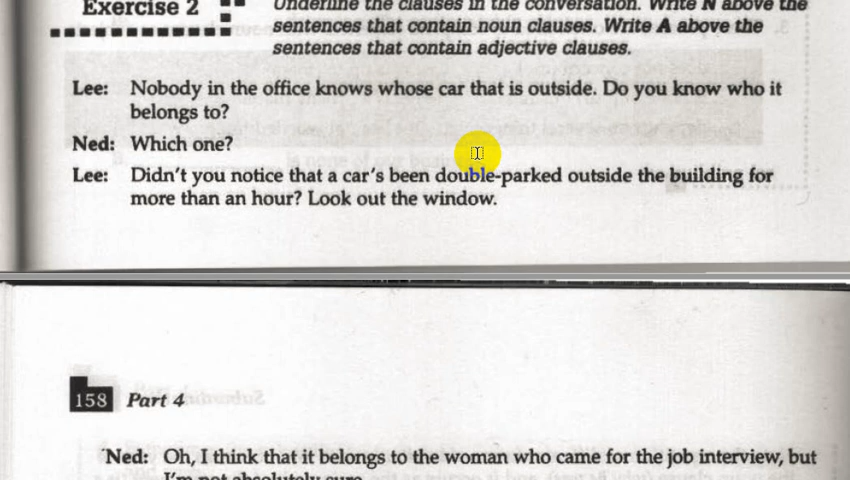 Exercise 2
Underline the clauses in the conversation. Write N above the
sentences that contain noun clauses. Write A above the
sentences that contain adjective clauses.
Lee: Nobody in the office knows whose car that is outside. Do you know who it
belongs to?
Ned: Which one?
Lee: Didn't you notice that a car's been double-parked outside the building for
more than an hour? Look out the window.
158 Part 4
Ned: Oh, I think that it belongs to the woman who came for the job interview, but
I'm not absolutely sure.